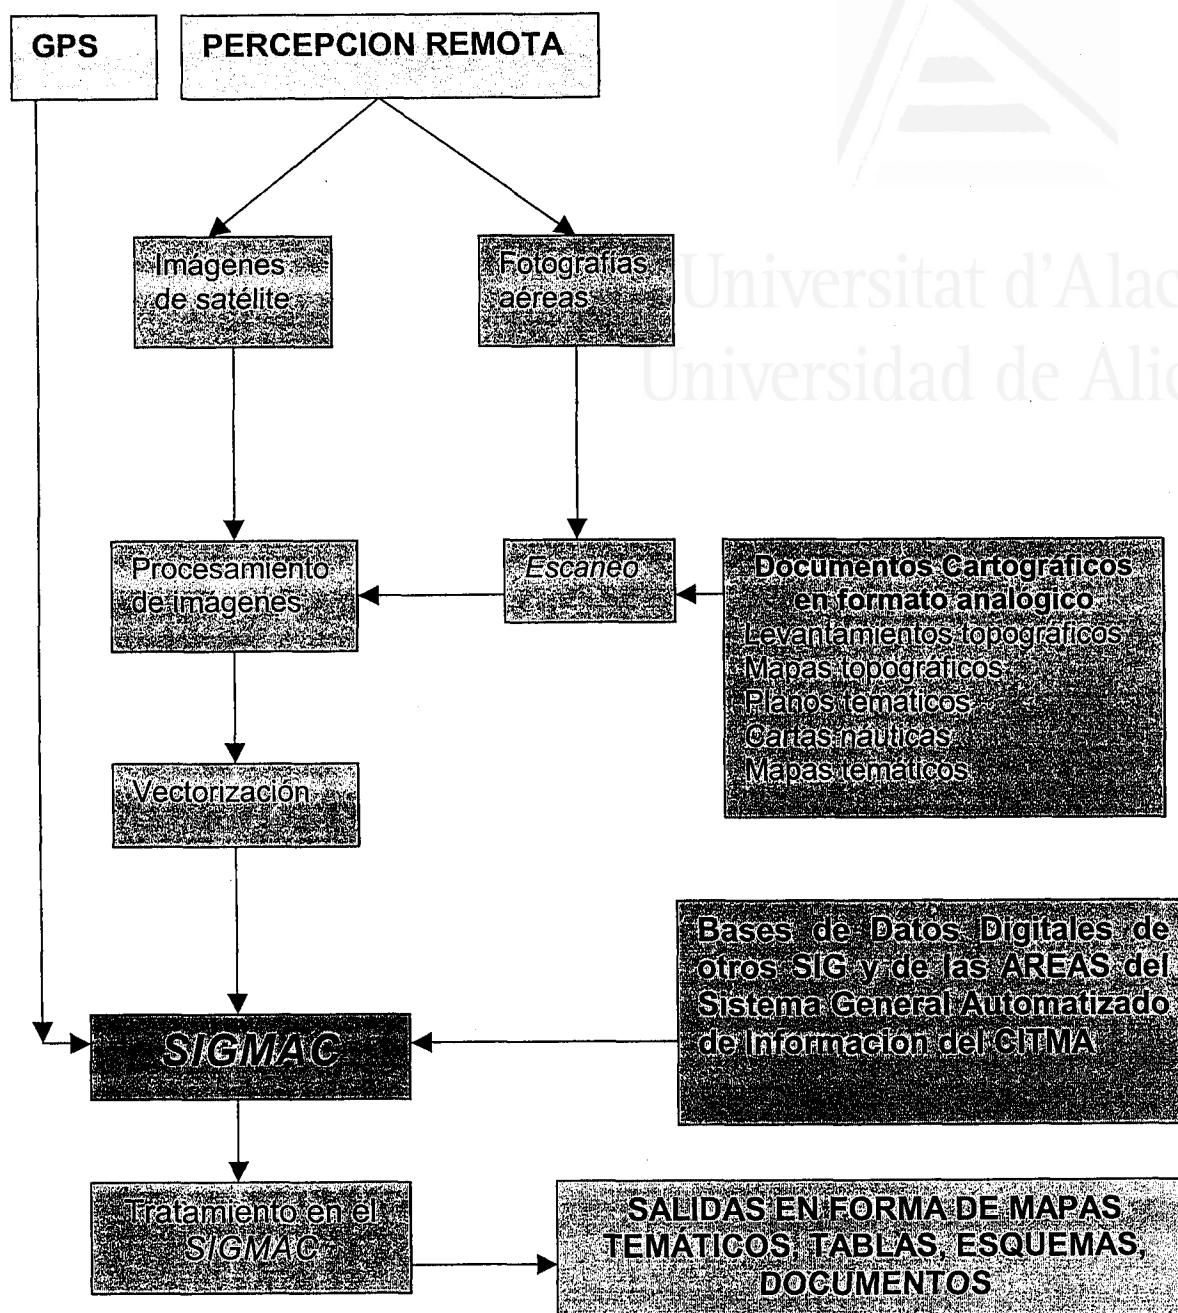 GPS
PERCEPCION REMOTA
Imágenes
de satélite
Fotografías
aéreas
Universitat d'Alac
Universidad de Alic
Procesamiento
de imágenes
Escaneo
Documentos Cartográficos
en formato analogico
Levantamientos topográficos
Mapas topográficos
Planos temáticos
Cartas náuticas
Mapas temáticos
Vectorización
Bases de Datos Digitales de
otros SIG y de las AREAS del
Sistema General Automatizado
de Informacion del CITMA
SIGMAC
Tratamiento en el
SIGMAC
SALIDAS EN FORMA DE MAPAS
TEMÁTICOS, TABLAS, ESQUEMAS,
DOCUMENTOS